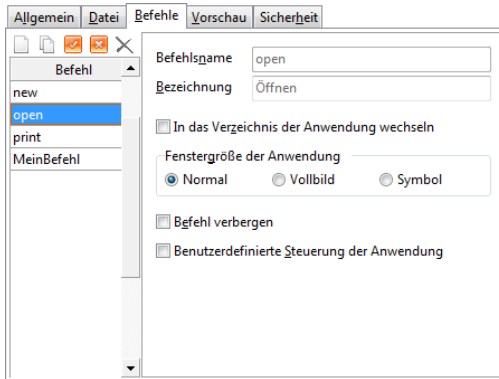 Allgemein Datei Befehle Vorschau Sicherheit
Befehl
new
open
print
MeinBefehl
Befehlsname open
Bezeichnung Öffnen
In das Verzeichnis der Anwendung wechseln
Fenstergröße der Anwendung
Normal Vollbild Symbol
Befehl verbergen
Benutzerdefinierte Steuerung der Anwendung